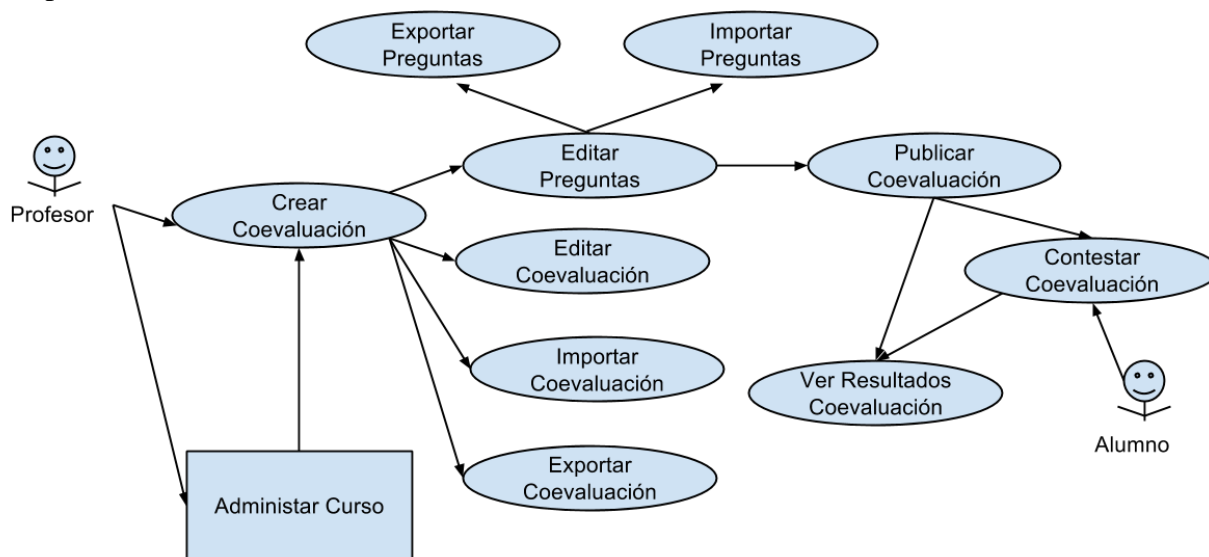 Exportar
Preguntas
Importar
Preguntas
Profesor
Crear
Coevaluación
Editar
Preguntas
Publicar
Coevaluación
Editar
Coevaluación
Contestar
Coevaluación
Importar
Coevaluación
Ver Resultados
Coevaluación
Alumno
Exportar
Coevaluación
Administar Curso